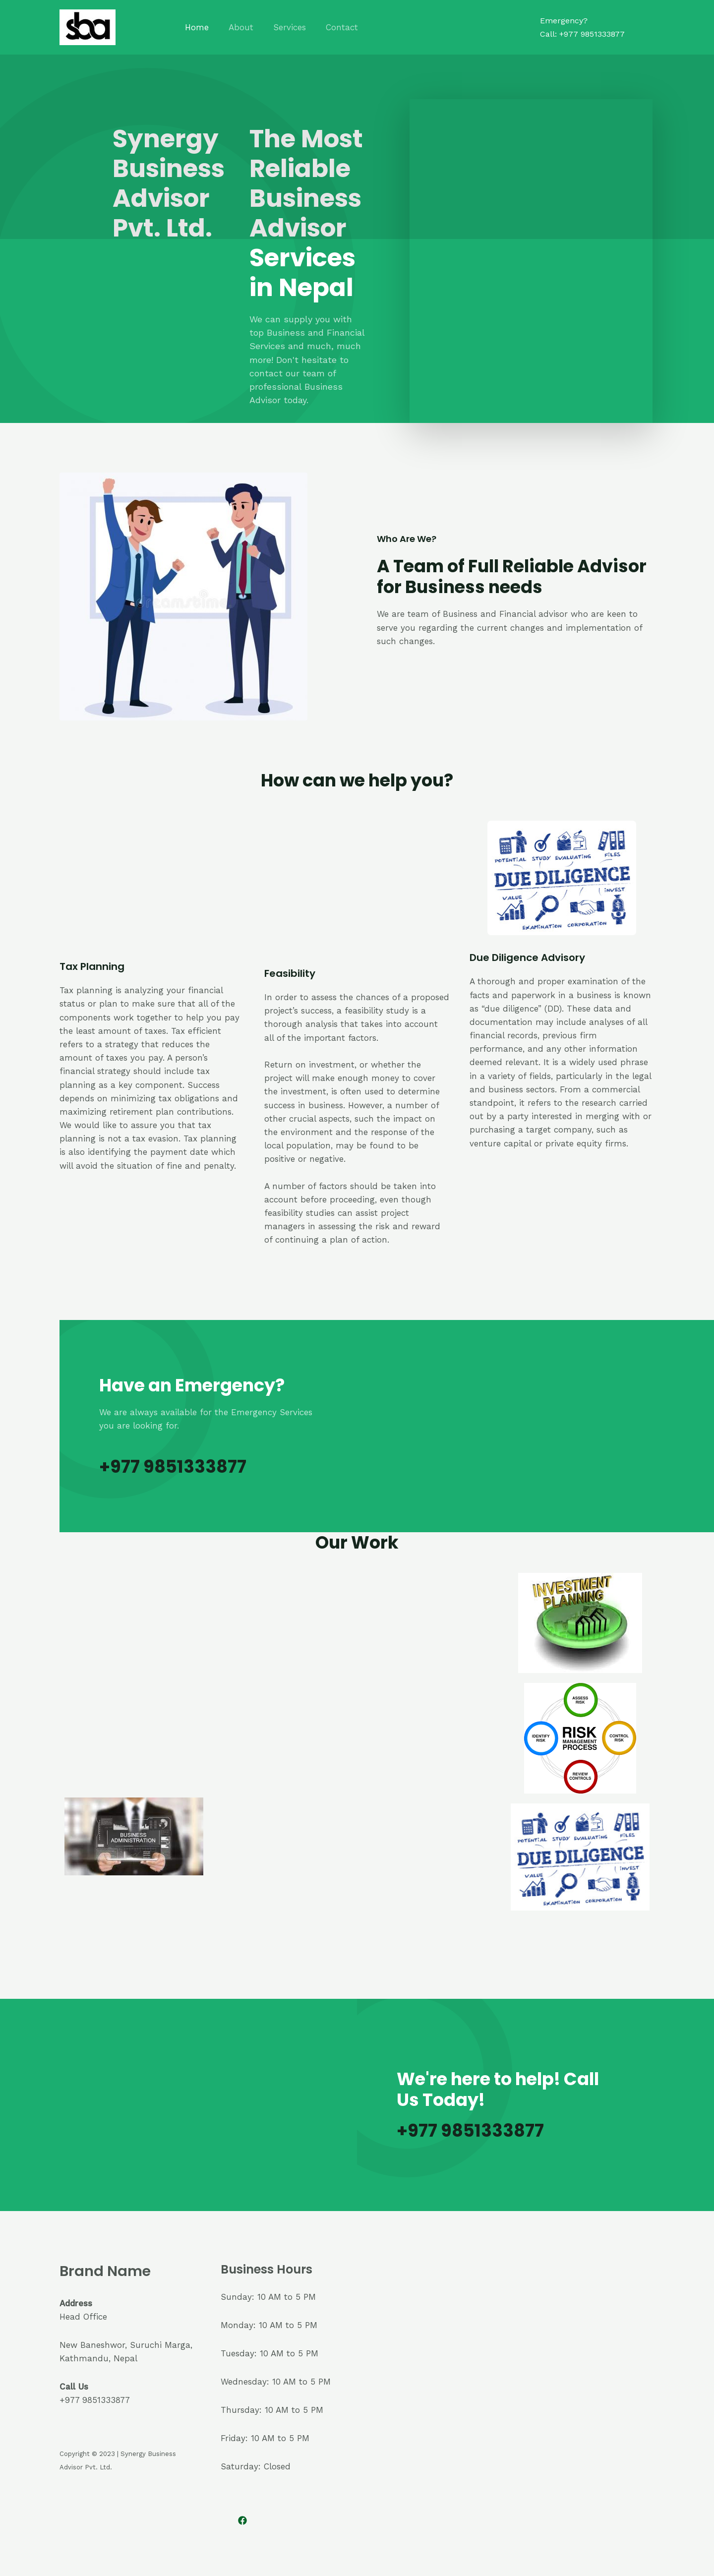 sba
Home
About
Services
Contact
Emergency?
Call: +977 9851333877
Synergy
Business
Advisor
Pvt. Ltd.
The Most
Reliable
Business
Advisor
Services
in Nepal
We can supply you with
top Business and Financial
Services and much, much
more! Don't hesitate to
contact our team of
professional Business
Advisor today.
dreamstime
Who Are We?
A Team of Full Reliable Advisor
for Business needs
We are team of Business and Financial advisor who are keen to
serve you regarding the current changes and implementation of
such changes.
How can we help you?
Tax Planning
Tax planning is analyzing your financial
status or plan to make sure that all of the
components work together to help you pay
the least amount of taxes. Tax efficient
refers to a strategy that reduces the
amount of taxes you pay. A person's
financial strategy should include tax
planning as a key component. Success
depends on minimizing tax obligations and
maximizing retirement plan contributions.
We would like to assure you that tax
planning is not a tax evasion. Tax planning
is also identifying the payment date which
will avoid the situation of fine and penalty.
Feasibility
In order to assess the chances of a proposed
project's success, a feasibility study is a
thorough analysis that takes into account
all of the important factors.
Return on investment, or whether the
project will make enough money to cover
the investment, is often used to determine
success in business. However, a number of
other crucial aspects, such the impact on
the environment and the response of the
local population, may be found to be
positive or negative.
A number of factors should be taken into
account before proceeding, even though
feasibility studies can assist project
managers in assessing the risk and reward
of continuing a plan of action.
POTENTIAL STUDY EVALUATING FILES
DUE DILIGENCE
VALUE INVEST
EXAMINATION CORPORATION
Due Diligence Advisory
A thorough and proper examination of the
facts and paperwork in a business is known
as “due diligence” (DD). These data and
documentation may include analyses of all
financial records, previous firm
performance, and any other information
deemed relevant. It is a widely used phrase
in a variety of fields, particularly in the legal
and business sectors. From a commercial
standpoint, it refers to the research carried
out by a party interested in merging with or
purchasing a target company, such as
venture capital or private equity firms.
Have an Emergency?
We are always available for the Emergency Services
you are looking for.
+977 9851333877
Our Work
INVESTMENT
PLANNING
ASSESS
RISK
IDENTIFY
RISK
RISK
MANAGEMENT
PROCESS
CONTROL
RISK
REVIEW
CONTROLS
BUSINESS
ADMINISTRATION
POTENTIAL STUDY EVALUATING FILES
DUE DILIGENCE
VALUE INVEST
EXAMINATION CORPORATION
We're here to help! Call
Us Today!
+977 9851333877
Brand Name
Address
Head Office
New Baneshwor, Suruchi Marga,
Kathmandu, Nepal
Call Us
+977 9851333877
Copyright © 2023 | Synergy Business
Advisor Pvt. Ltd.
Business Hours
Sunday: 10 AM to 5 PM
Monday: 10 AM to 5 PM
Tuesday: 10 AM to 5 PM
Wednesday: 10 AM to 5 PM
Thursday: 10 AM to 5 PM
Friday: 10 AM to 5 PM
Saturday: Closed